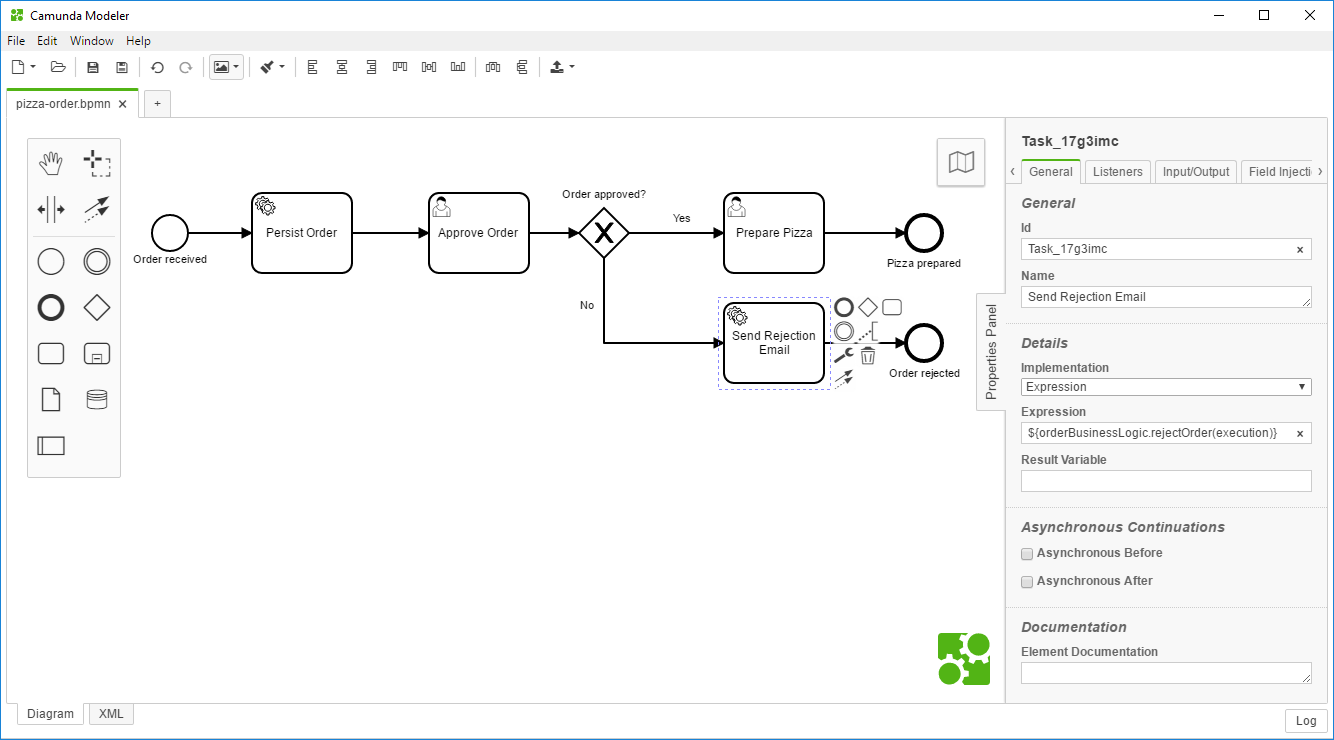 Camunda Modeler
File Edit Window Help
pizza-order.bpmn
+
Order received
Persist Order
Approve Order
Order approved?
Yes
No
Prepare Pizza
Pizza prepared
Send Rejection
Email
Order rejected
Properties Panel
Task_17g3imc
General Listeners Input/Output Field Injecti
General
Id
Task_17g3imc
Name
Send Rejection Email
Details
Implementation
Expression
Expression
${orderBusinessLogic.rejectOrder(execution)}
Result Variable
Asynchronous Continuations
Asynchronous Before
Asynchronous After
Documentation
Element Documentation
Diagram XML
Log